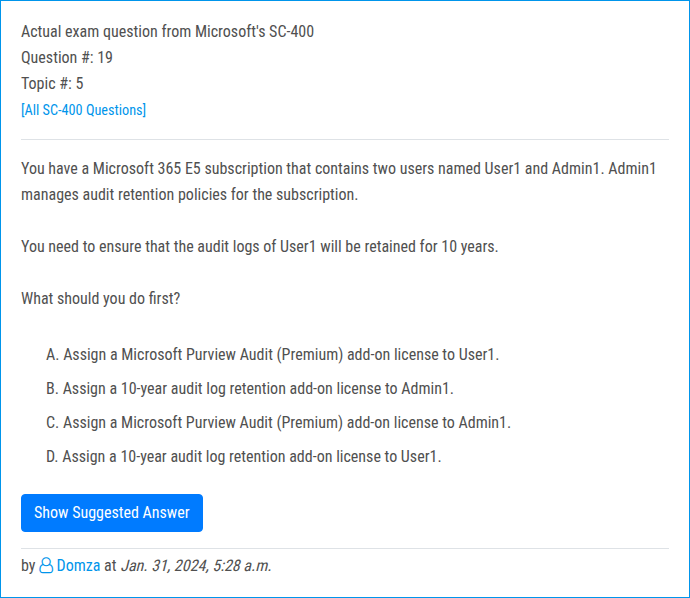 Actual exam question from Microsoft's SC-400
Question #: 19
Topic #: 5
[All SC-400 Questions]
You have a Microsoft 365 E5 subscription that contains two users named User1 and Admin1. Admin1
manages audit retention policies for the subscription.
You need to ensure that the audit logs of User1 will be retained for 10 years.
What should you do first?
A. Assign a Microsoft Purview Audit (Premium) add-on license to User1.
B. Assign a 10-year audit log retention add-on license to Admin1.
C. Assign a Microsoft Purview Audit (Premium) add-on license to Admin1.
D. Assign a 10-year audit log retention add-on license to User1.
Show Suggested Answer
by Domza at Jan. 31, 2024, 5:28 a.m.